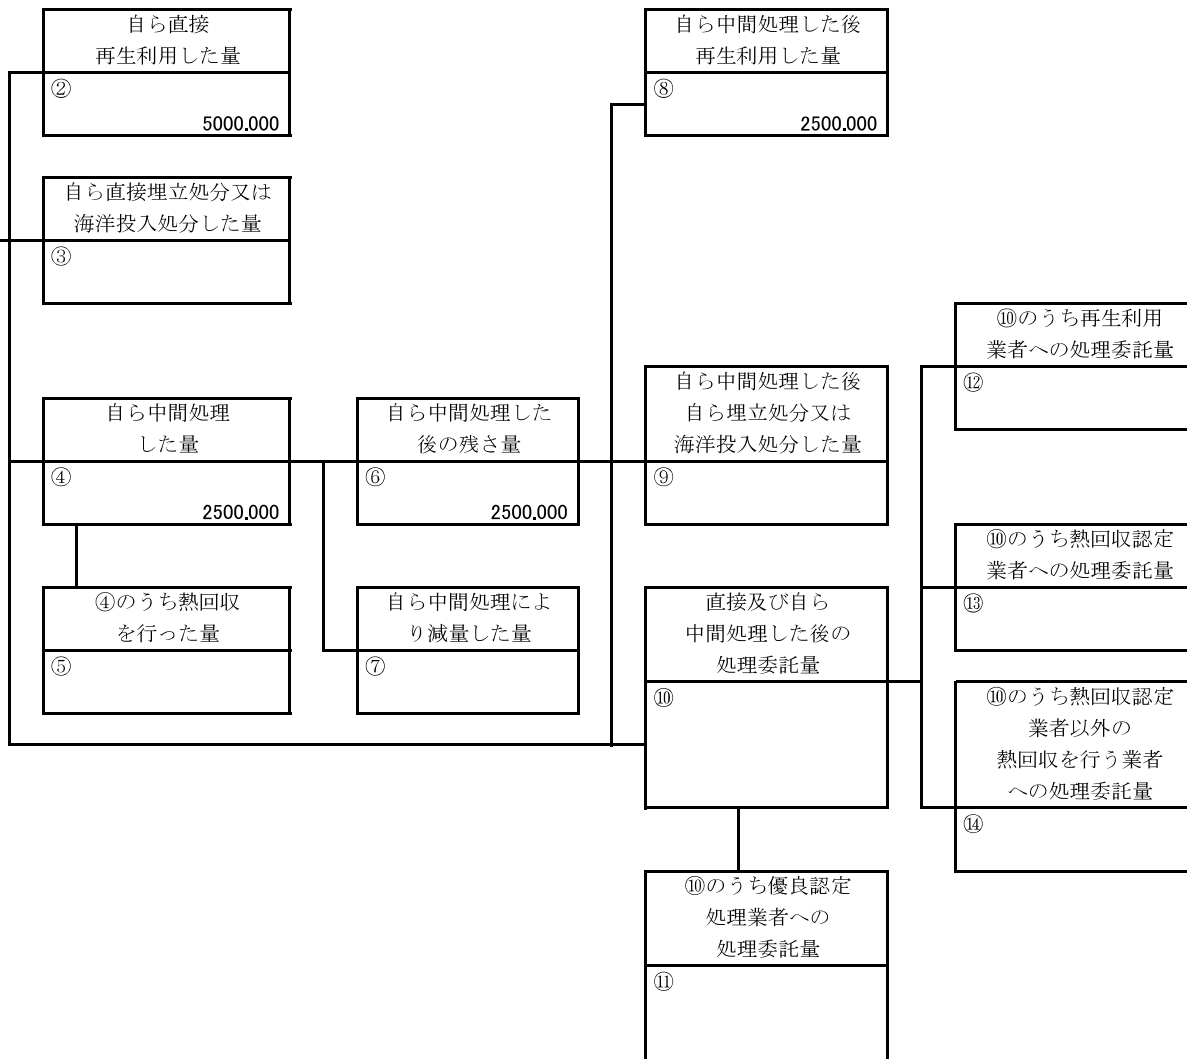 自ら直接
再生利用した量
②
5000.000
自ら中間処理した後
再生利用した量
⑧
2500.000
自ら直接埋立処分又は
海洋投入処分した量
③
⑩のうち再生利用
業者への処理委託量
⑫
自ら中間処理
した量
④
2500.000
自ら中間処理した
後の残さ量
⑥
2500.000
自ら中間処理した後
自ら埋立処分又は
海洋投入処分した量
⑨
⑩のうち熱回収認定
業者への処理委託量
⑬
④のうち熱回収
を行った量
⑤
自ら中間処理によ
り減量した量
⑦
直接及び自ら
中間処理した後の
処理委託量
⑩
⑩のうち熱回収認定
業者以外の
熱回収を行う業者
への処理委託量
⑭
⑩のうち優良認定
処理業者への
処理委託量
⑪